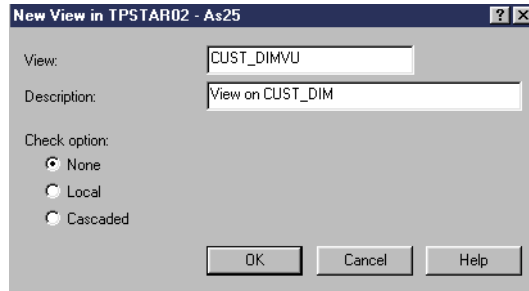 New View in TPSTAR02 - As25
View: CUST_DIMVU
Description: View on CUST_DIM
Check option:
None
Local
Cascaded
OK Cancel Help